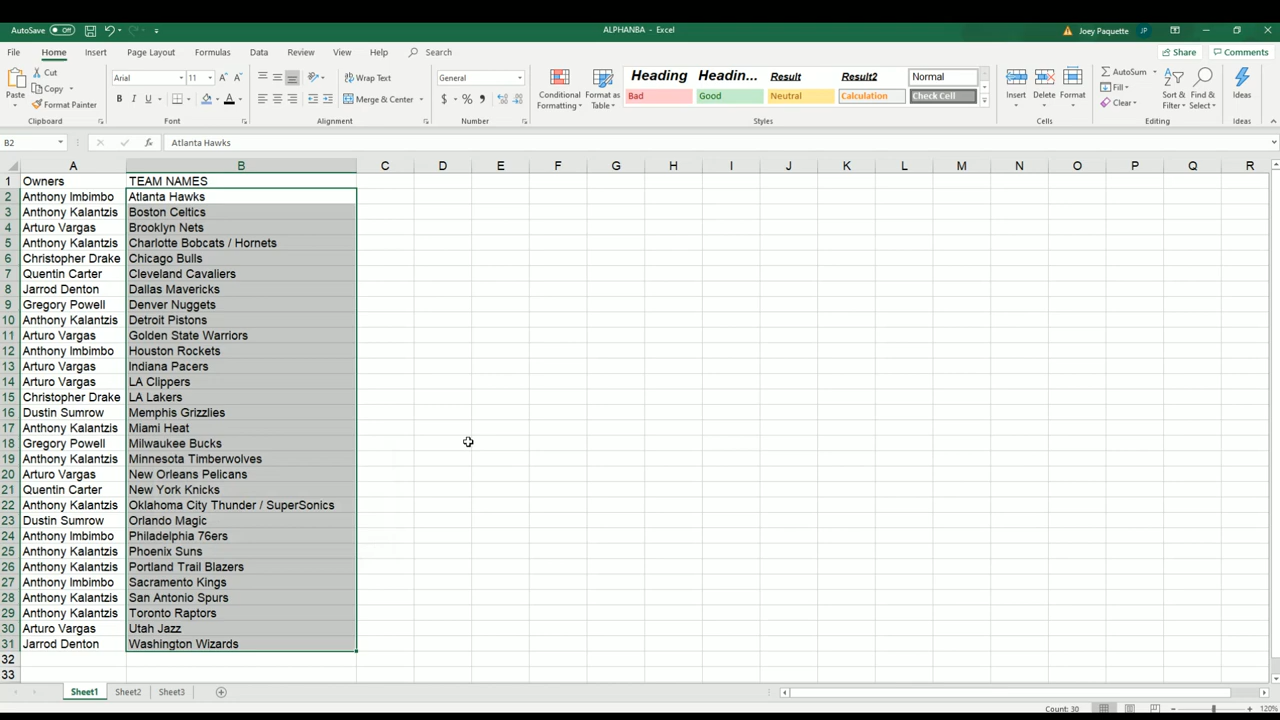 AutoSave Off ALPHANBA - Excel Joey Paquette JP
File Home Insert Page Layout Formulas Data Review View Help Search Share Comments
Paste Cut Copy Format Painter Clipboard
Arial 11 A A B I U A Font
Wrap Text Merge & Center Alignment
General $ % , Number
Conditional Formatting Format as Table
Heading Headin... Result Result2 Normal
Bad Good Neutral Calculation Check Cell
Styles
Insert Delete Format Cells
AutoSum Fill Clear Sort & Filter Find & Select Editing
Ideas Ideas
B2 fx Atlanta Hawks
A B C D E F G H I J K L M N O P Q R
1 Owners TEAM NAMES
2 Anthony Imbimbo Atlanta Hawks
3 Anthony Kalantzis Boston Celtics
4 Arturo Vargas Brooklyn Nets
5 Anthony Kalantzis Charlotte Bobcats / Hornets
6 Christopher Drake Chicago Bulls
7 Quentin Carter Cleveland Cavaliers
8 Jarrod Denton Dallas Mavericks
9 Gregory Powell Denver Nuggets
10 Anthony Kalantzis Detroit Pistons
11 Arturo Vargas Golden State Warriors
12 Anthony Imbimbo Houston Rockets
13 Arturo Vargas Indiana Pacers
14 Arturo Vargas LA Clippers
15 Christopher Drake LA Lakers
16 Dustin Sumrow Memphis Grizzlies
17 Anthony Kalantzis Miami Heat
18 Gregory Powell Milwaukee Bucks
19 Anthony Kalantzis Minnesota Timberwolves
20 Arturo Vargas New Orleans Pelicans
21 Quentin Carter New York Knicks
22 Anthony Kalantzis Oklahoma City Thunder / SuperSonics
23 Dustin Sumrow Orlando Magic
24 Anthony Imbimbo Philadelphia 76ers
25 Anthony Kalantzis Phoenix Suns
26 Anthony Kalantzis Portland Trail Blazers
27 Anthony Imbimbo Sacramento Kings
28 Anthony Kalantzis San Antonio Spurs
29 Anthony Kalantzis Toronto Raptors
30 Arturo Vargas Utah Jazz
31 Jarrod Denton Washington Wizards
32
33
Sheet1 Sheet2 Sheet3
Count: 30 120%